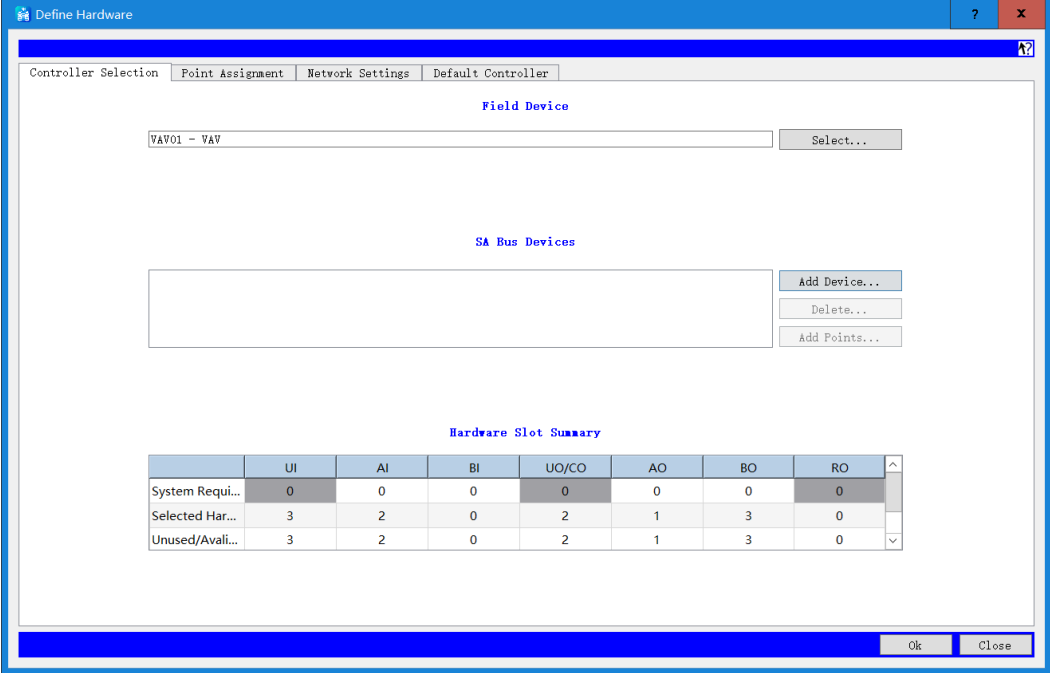 Define Hardware
? x
?
Controller Selection Point Assignment Network Settings Default Controller
Field Device
VAV01 - VAV Select...
SA Bus Devices
Add Device...
Delete...
Add Points...
Hardware Slot Summary
UI AI BI UO/CO AO BO RO
System Requi... 0 0 0 0 0 0 0
Selected Har... 3 2 0 2 1 3 0
Unused/Avali... 3 2 0 2 1 3 0
Ok Close